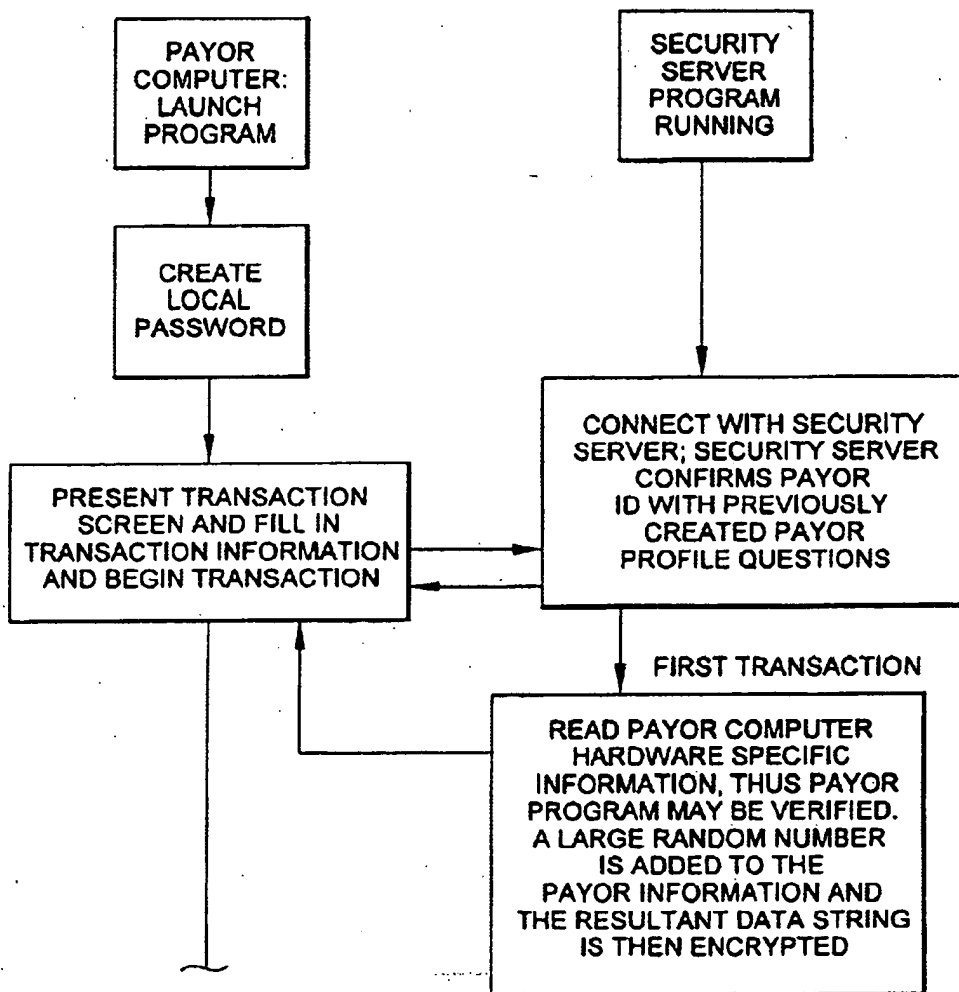 PAYOR
COMPUTER:
LAUNCH
PROGRAM
SECURITY
SERVER
PROGRAM
RUNNING
CREATE
LOCAL
PASSWORD
PRESENT TRANSACTION
SCREEN AND FILL IN
TRANSACTION INFORMATION
AND BEGIN TRANSACTION
CONNECT WITH SECURITY
SERVER; SECURITY SERVER
CONFIRMS PAYOR
ID WITH PREVIOUSLY
CREATED PAYOR
PROFILE QUESTIONS
FIRST TRANSACTION
READ PAYOR COMPUTER
HARDWARE SPECIFIC
INFORMATION, THUS PAYOR
PROGRAM MAY BE VERIFIED.
A LARGE RANDOM NUMBER
IS ADDED TO THE
PAYOR INFORMATION AND
THE RESULTANT DATA STRING
IS THEN ENCRYPTED